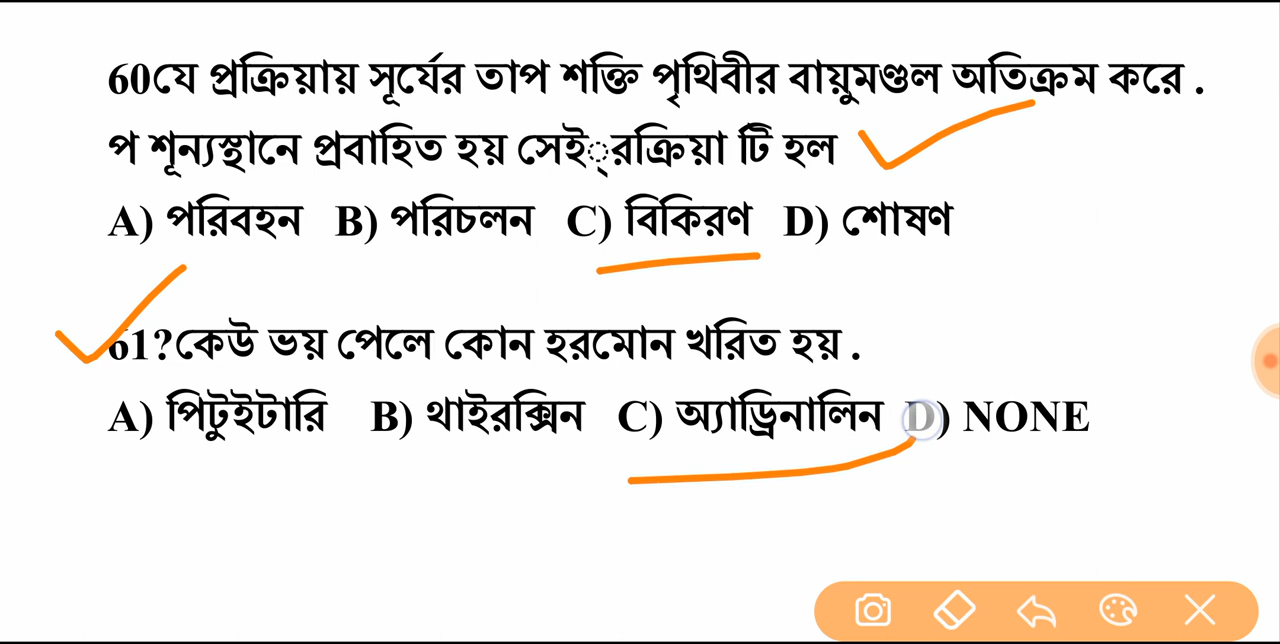 60যে প্রক্রিয়ায় সূর্যের তাপ শক্তি পৃথিবীর বায়ুমণ্ডল অতিক্রম করে .
প শূন্যস্থানে প্রবাহিত হয় সেই্রক্রিয়া টি হল
A) পরিবহন B) পরিচলন C) বিকিরণ D) শোষণ
61?কেউ ভয় পেলে কোন হরমোন খরিত হয় .
A) পিটুইটারি B) থাইরক্সিন C) অ্যাড্রিনালিন D) NONE